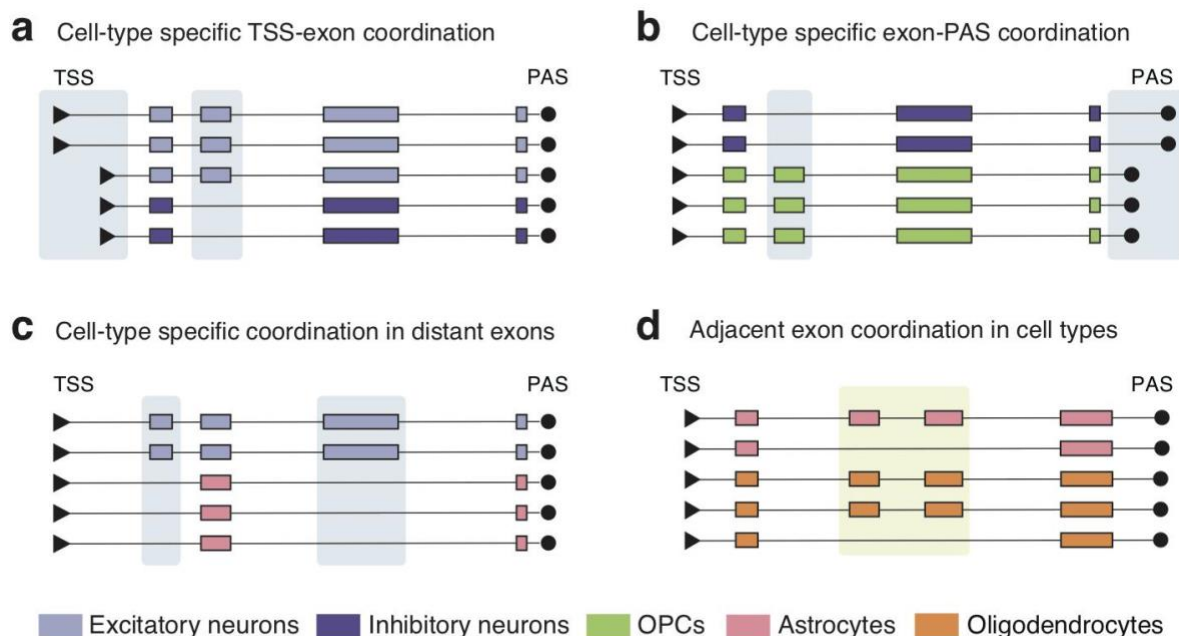 a Cell-type specific TSS-exon coordination
TSS PAS
b Cell-type specific exon-PAS coordination
TSS PAS
c Cell-type specific coordination in distant exons
TSS PAS
d Adjacent exon coordination in cell types
TSS PAS
Excitatory neurons Inhibitory neurons OPCs Astrocytes Oligodendrocytes